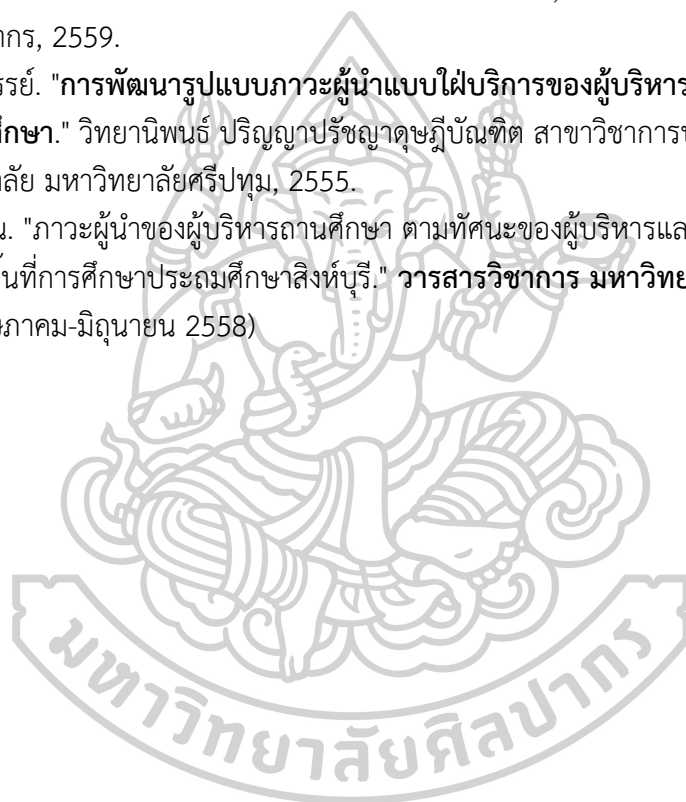 ากร, 2559.
รรย์. "การพัฒนารูปแบบภาวะผู้นำแบบใฝ่บริการของผู้บริหาร
ศึกษา." วิทยานิพนธ์ ปริญญาปรัชญาดุษฎีบัณฑิต สาขาวิชาการบ
าลัย มหาวิทยาลัยศรีปทุม, 2555.
น. "ภาวะผู้นำของผู้บริหารถานศึกษา ตามทัศนะของผู้บริหารแล
นที่การศึกษาประถมศึกษาสิงห์บุรี." วารสารวิชาการ มหาวิทย
ษภาคม-มิถุนายน 2558)
มหาวิทยาลัยศิลปากร